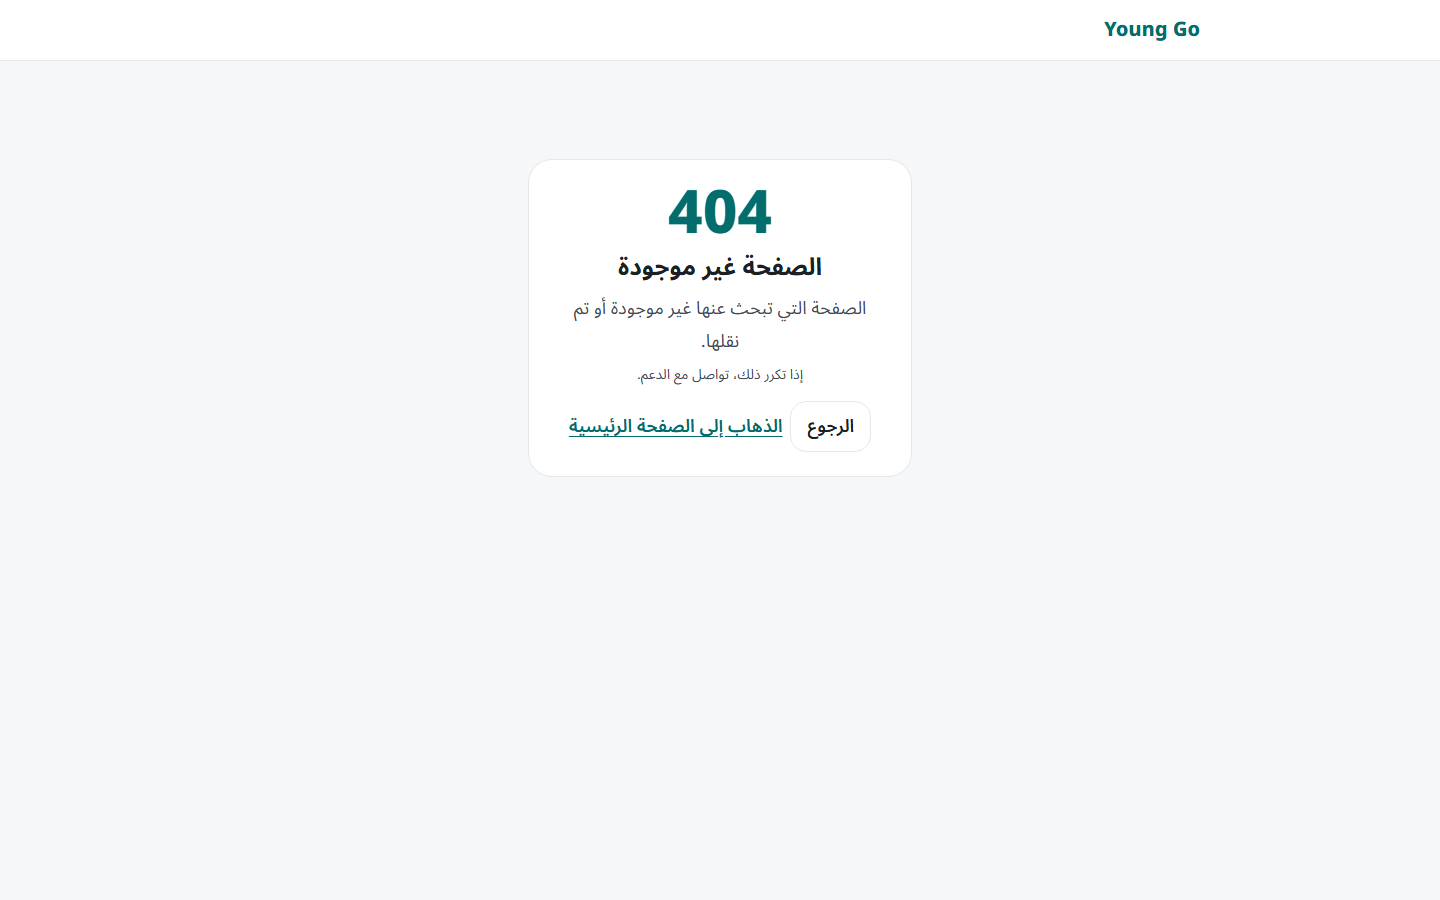 Young Go
404
الصفحة غير موجودة
الصفحة التي تبحث عنها غير موجودة أو تم
نقلها.
إذا تكرر ذلك، تواصل مع الدعم.
الرجوع
الذهاب إلى الصفحة الرئيسية